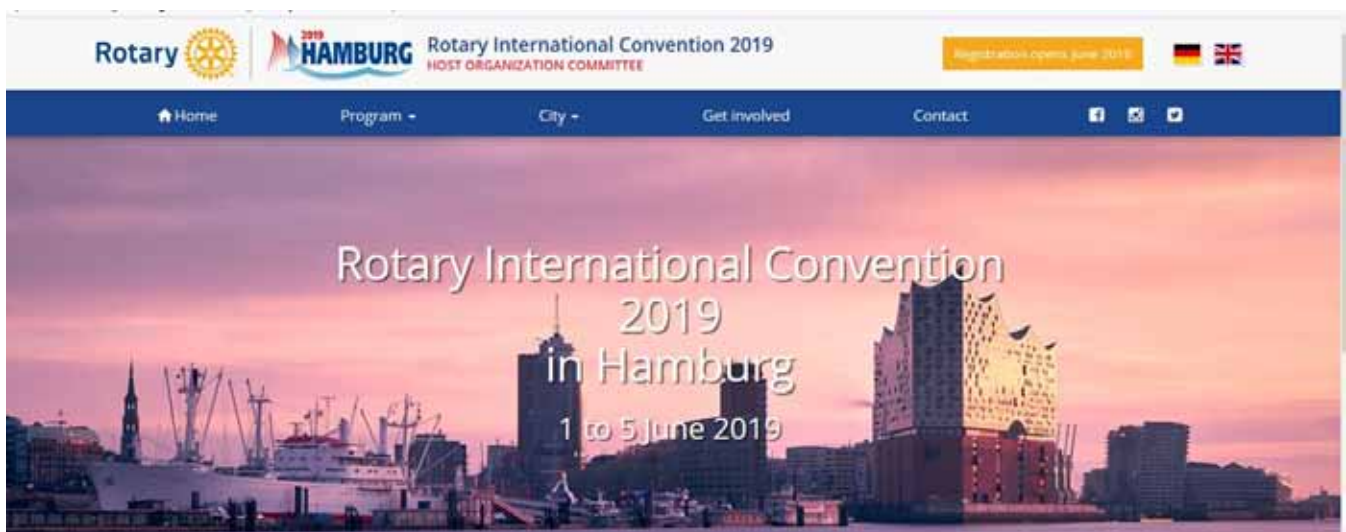 Rotary
2019
HAMBURG
Rotary International Convention 2019
HOST ORGANIZATION COMMITTEE
Registration opens June
Home
Program
City
Get involved
Contact
Rotary International Convention
2019
in Hamburg
1 to 5 June 2019